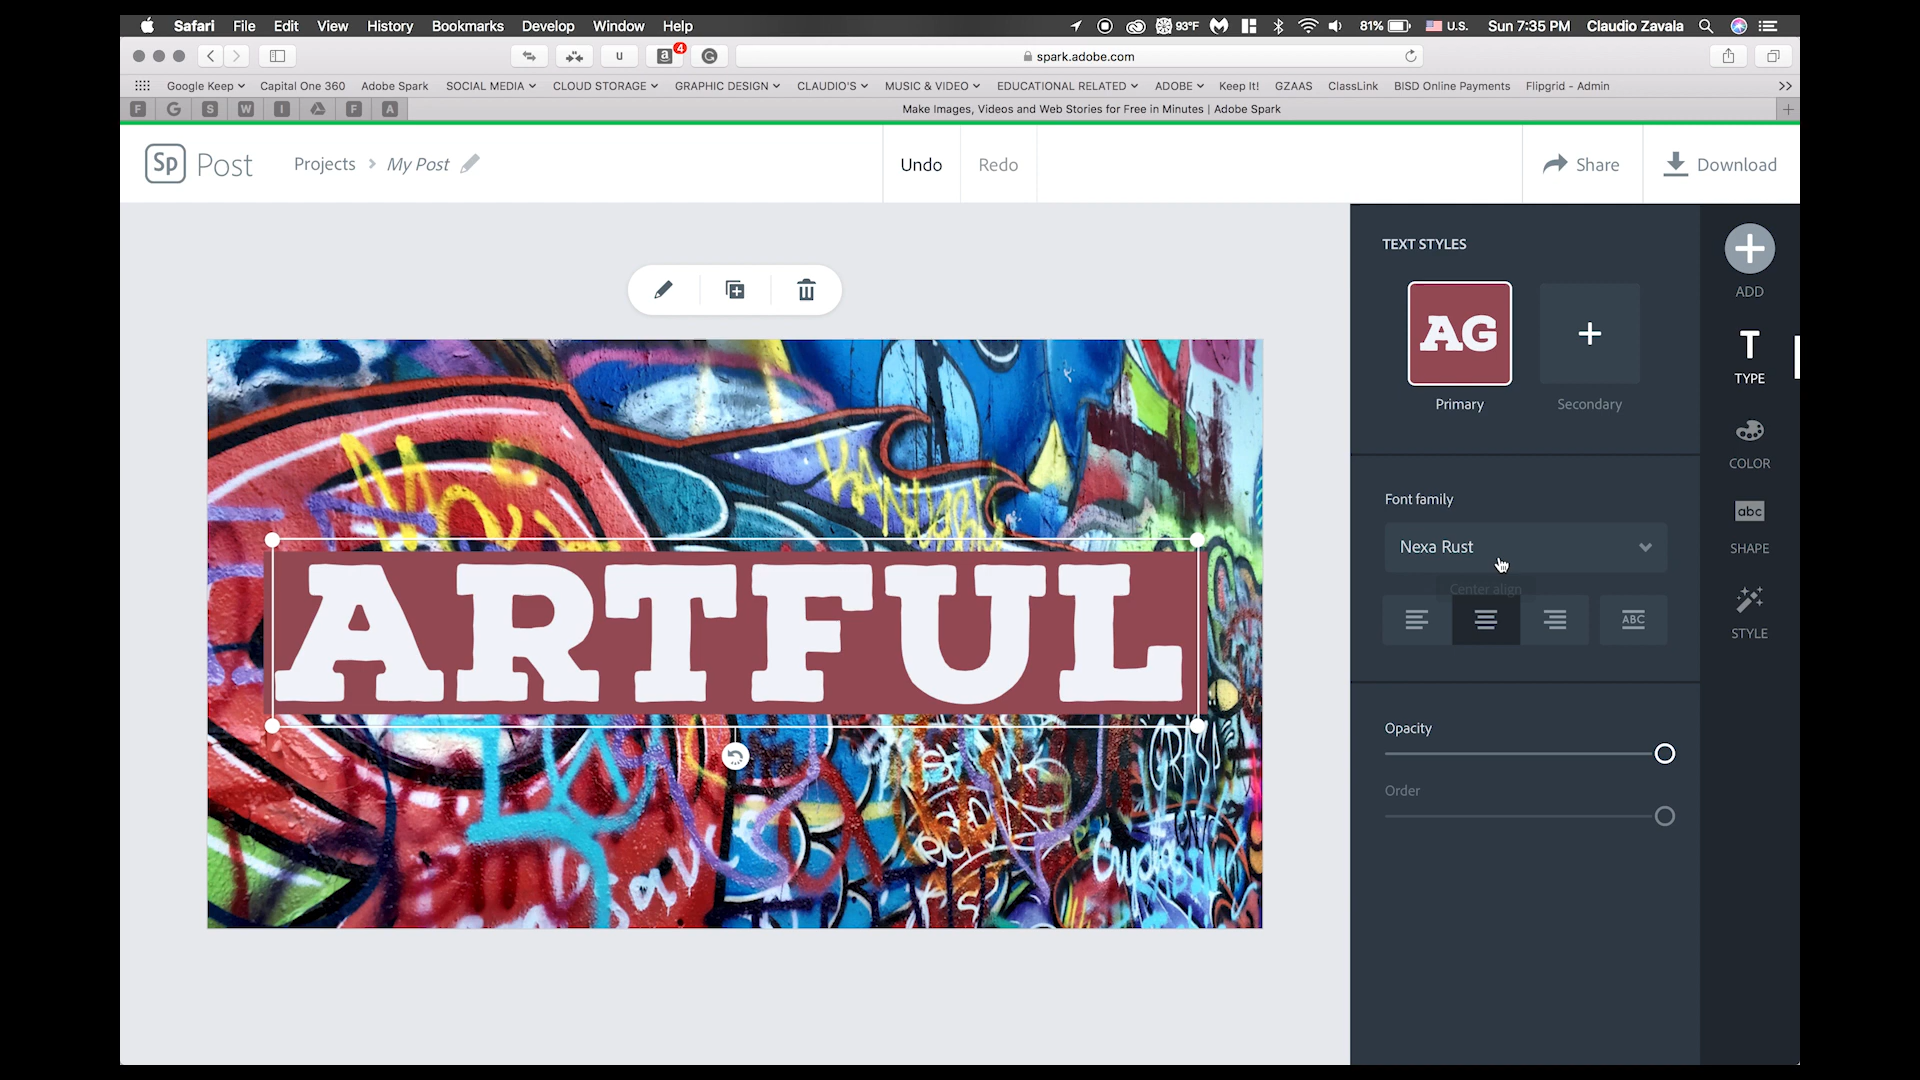 Safari File Edit View History Bookmarks Develop Window Help 93°F 81% U.S. Sun 7:35 PM Claudio Zavala
u a 4 spark.adobe.com
Google Keep Capital One 360 Adobe Spark SOCIAL MEDIA CLOUD STORAGE GRAPHIC DESIGN CLAUDIO'S MUSIC & VIDEO EDUCATIONAL RELATED ADOBE Keep It! GZAAS ClassLink BISD Online Payments Flipgrid - Admin
F G S W I F A Make Images, Videos and Web Stories for Free in Minutes | Adobe Spark
Sp Post Projects > My Post Undo Redo Share Download
TEXT STYLES
AG
Primary
Secondary
ADD
TYPE
COLOR
abc
SHAPE
STYLE
Font family
Nexa Rust
Center align
ABC
Opacity
Order
ARTFUL
GRASP